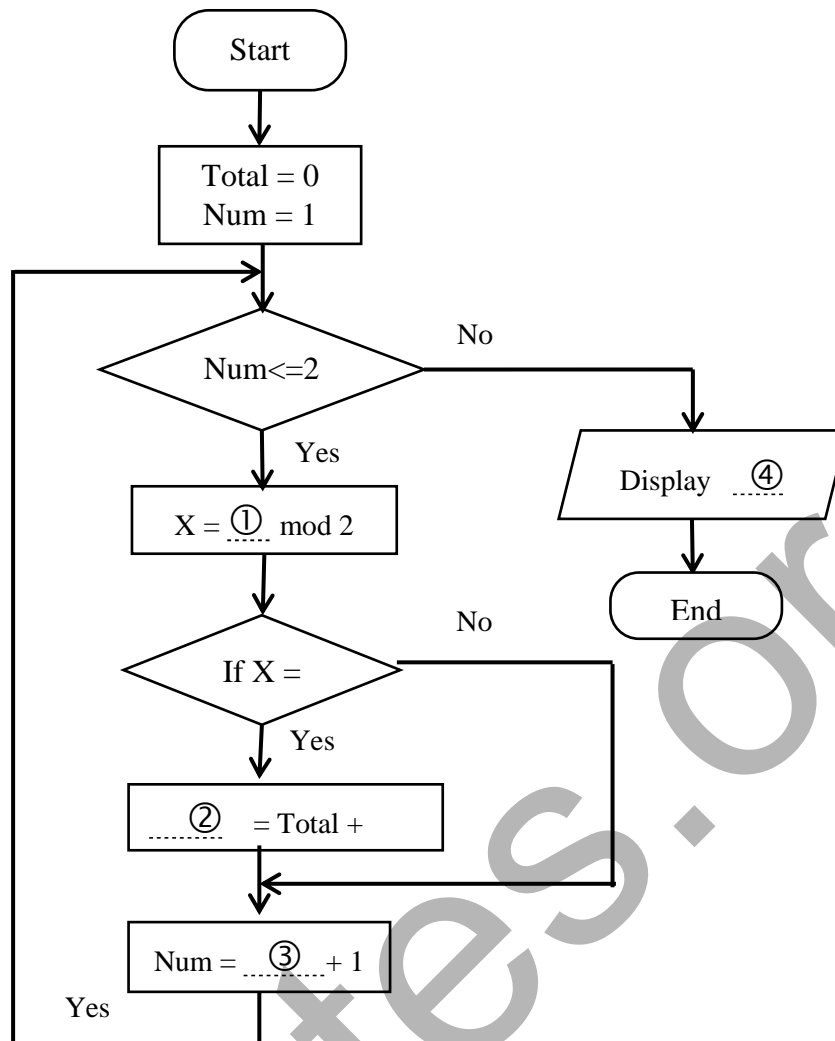 Start
Total = 0
Num = 1
Num<=2
No
Yes
Display ④
X = ① mod 2
End
If X =
No
Yes
② = Total +
Num = ③ + 1
Yes